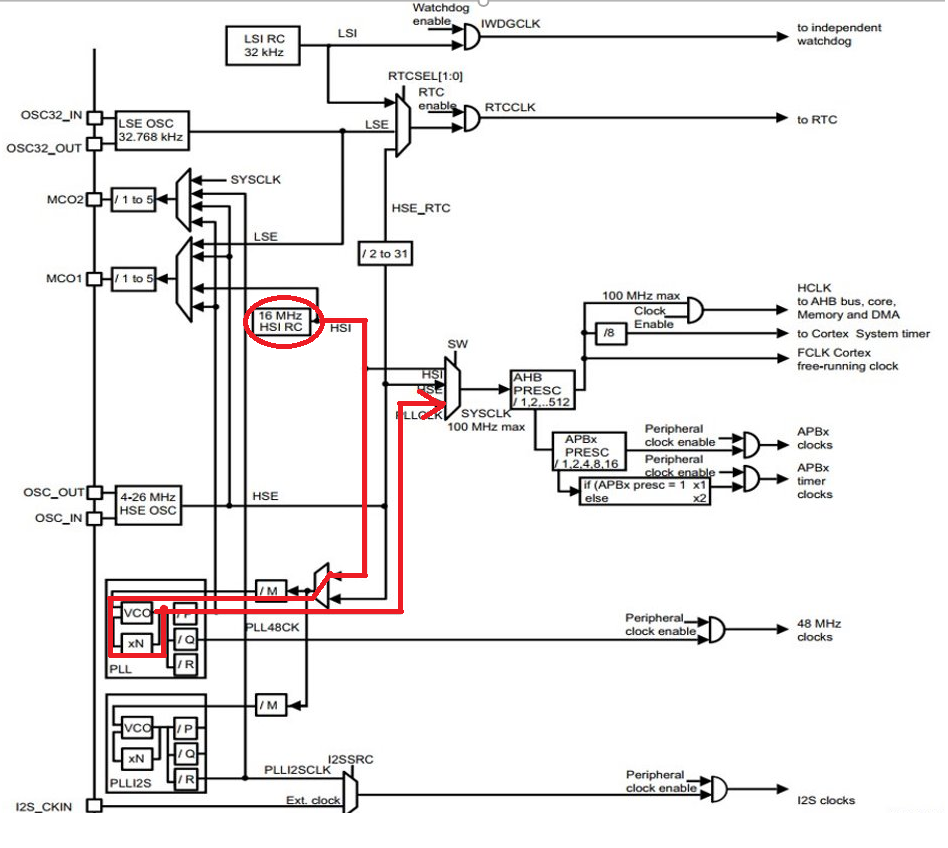 Watchdog
enable
IWDGCLK
to independent
watchdog
LSI RC
32 kHz
LSI
RTCSEL[1:0]
RTC
enable
RTCCLK
to RTC
OSC32_IN
LSE OSC
32.768 kHz
LSE
OSC32_OUT
SYSCLK
MCO2
/ 1 to 5
HSE_RTC
LSE
/ 2 to 31
MCO1
/ 1 to 5
16 MHz
HSI RC
HSI
100 MHz max
Clock
Enable
HCLK
to AHB bus, core,
Memory and DMA
/8
to Cortex System timer
FCLK Cortex
free-running clock
SW
HSI
HSE
PLLCLK
SYSCLK
100 MHz max
AHB
PRESC
/ 1,2,..512
APBx
PRESC
/ 1,2,4,8,16
Peripheral
clock enable
APBx
clocks
Peripheral
clock enable
if (APBx presc = 1 x1
else x2
APBx
timer
clocks
OSC_OUT
4-26 MHz
HSE OSC
HSE
OSC_IN
/ M
VCO
/ P
xN
/ Q
/ R
PLL
PLL48CK
Peripheral
clock enable
48 MHz
clocks
/ M
VCO
/ P
xN
/ Q
/ R
PLLI2S
PLLI2SCLK
I2SSRC
Ext. clock
I2S_CKIN
Peripheral
clock enable
I2S clocks